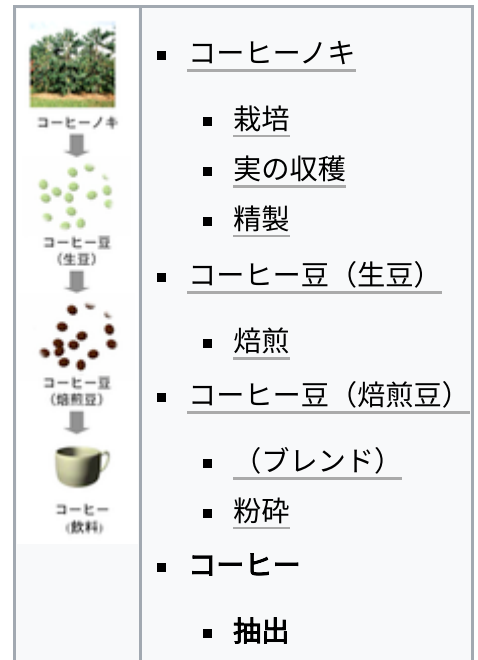 コーヒーノキ
コーヒー豆
（生豆）
コーヒー豆
（焙煎豆）
コーヒー
（飲料）
コーヒーノキ
栽培
実の収穫
精製
コーヒー豆（生豆）
焙煎
コーヒー豆（焙煎豆）
（ブレンド）
粉砕
コーヒー
抽出